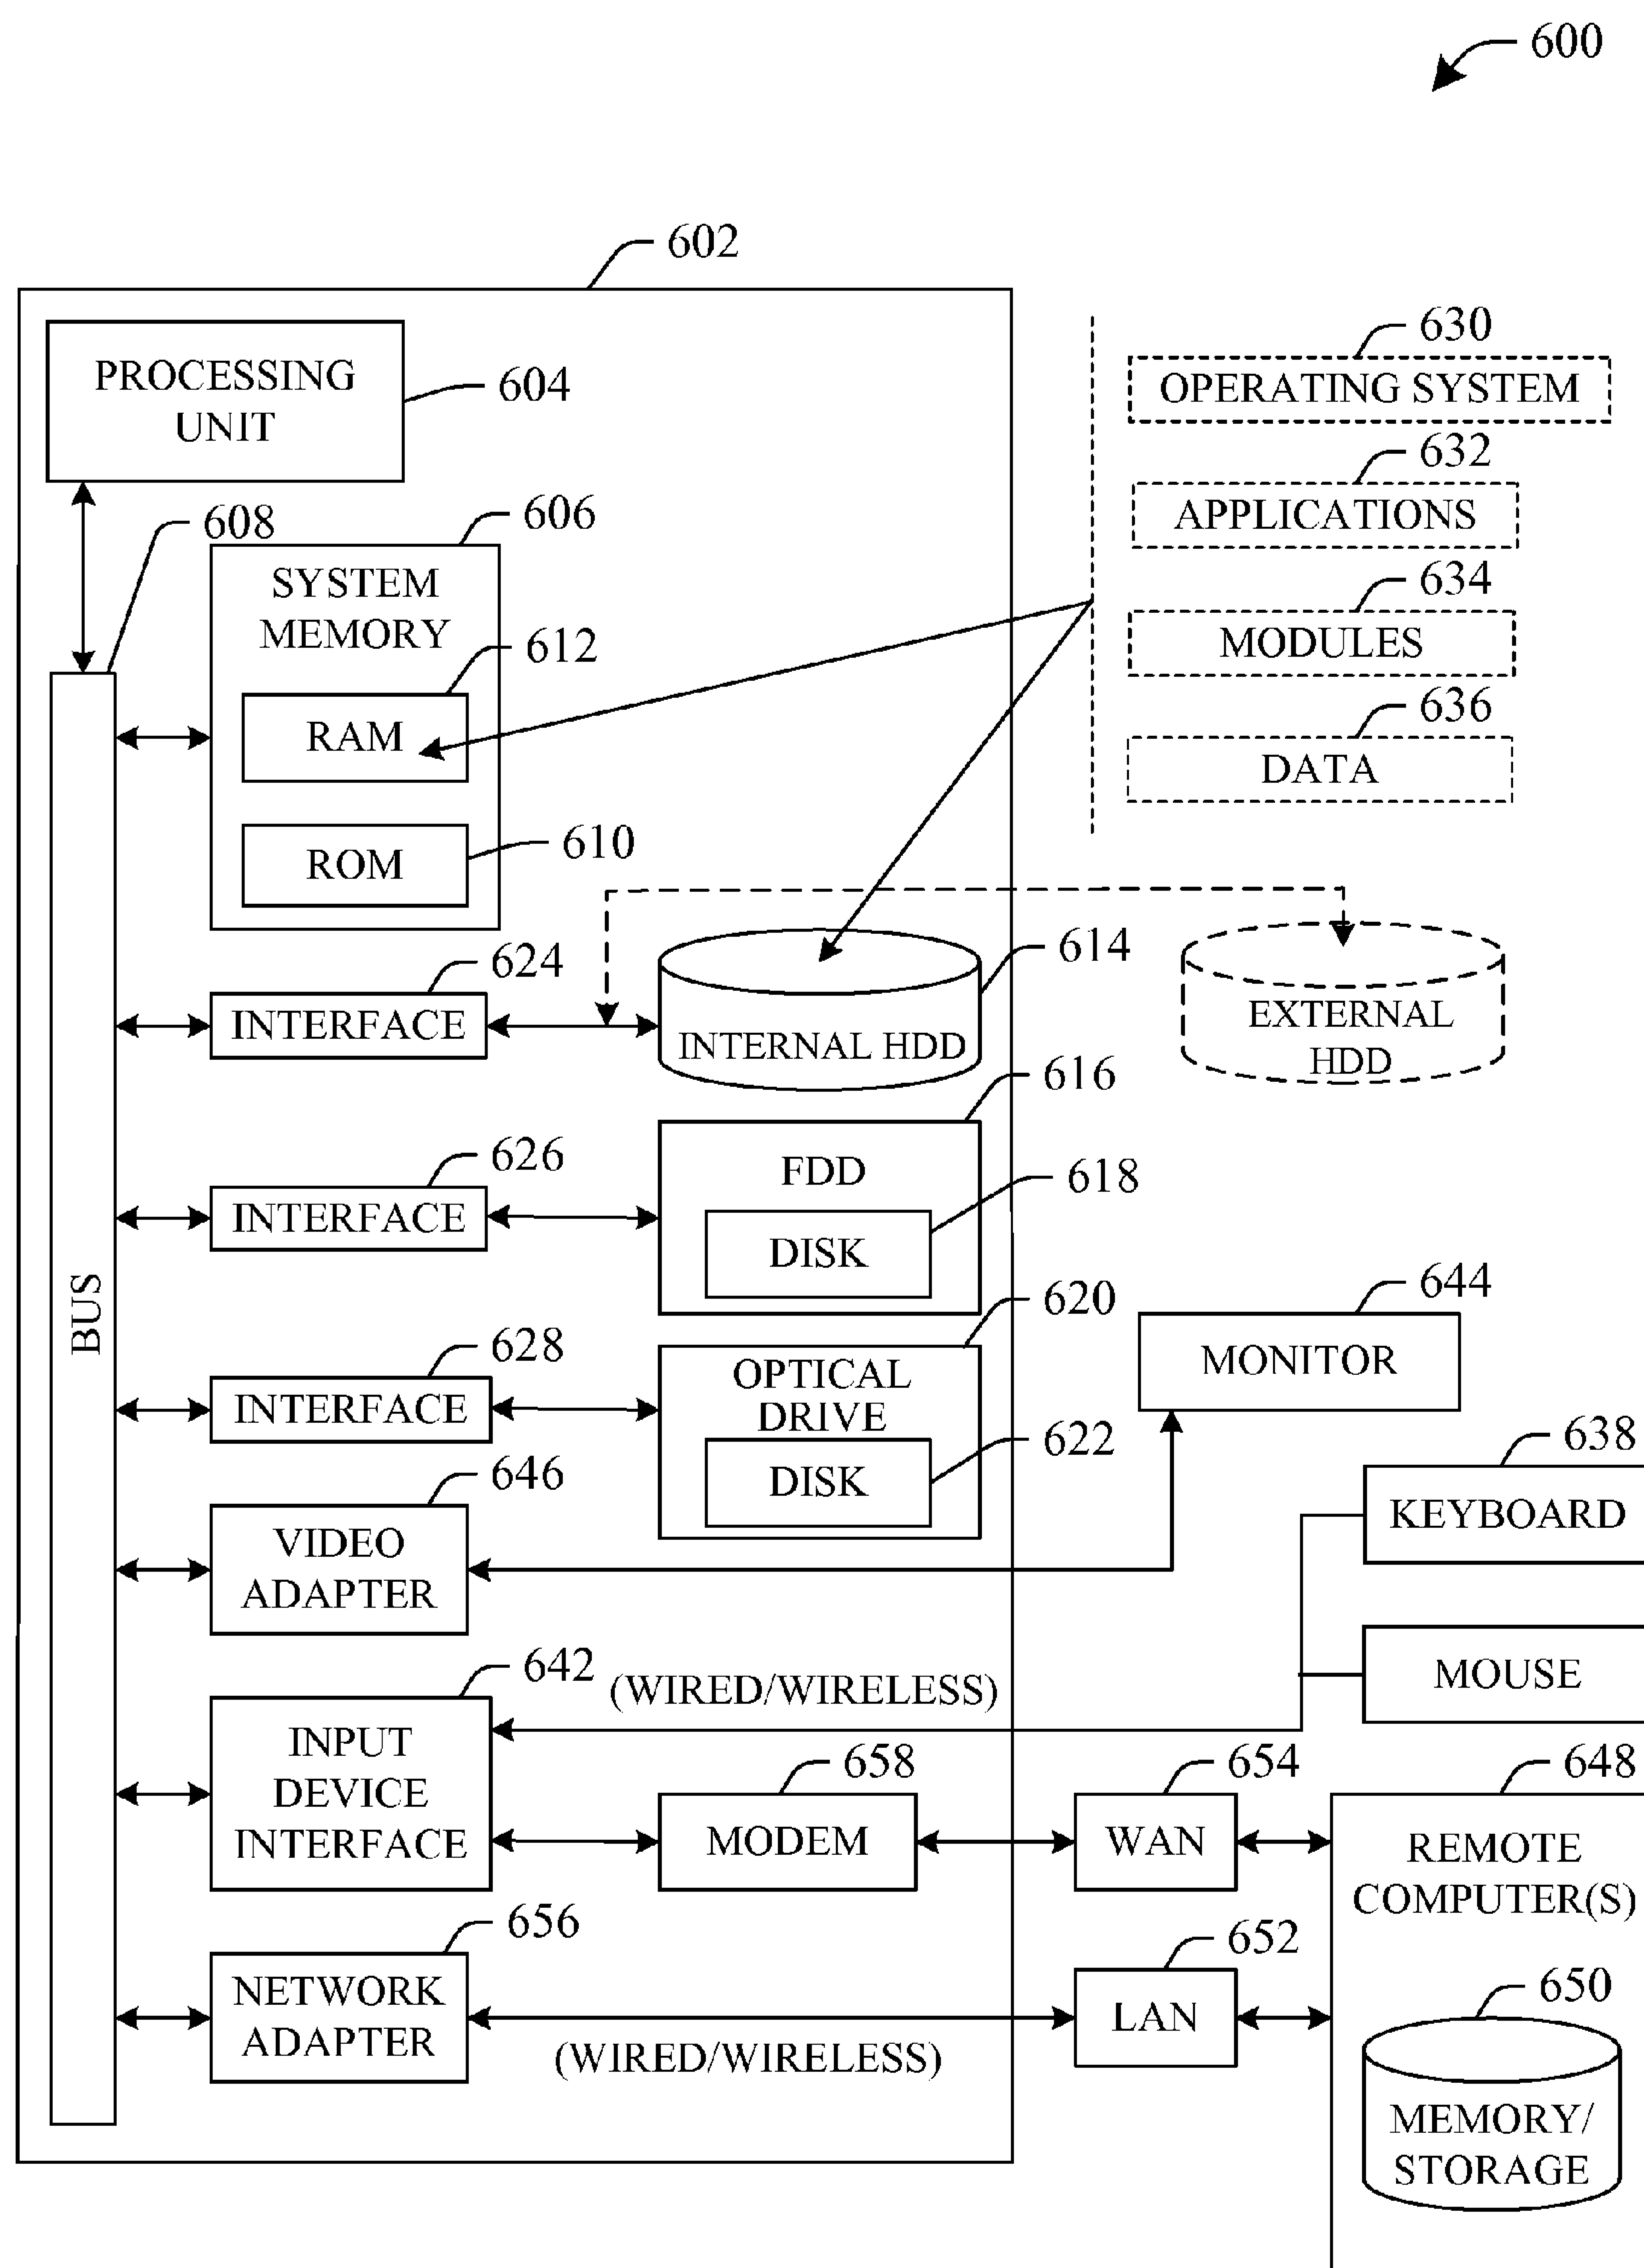 600
602
PROCESSING
UNIT
604
630
OPERATING SYSTEM
632
APPLICATIONS
634
MODULES
636
DATA
608
606
SYSTEM
MEMORY
612
RAM
610
ROM
624
INTERFACE
614
INTERNAL HDD
EXTERNAL
HDD
616
FDD
618
DISK
626
INTERFACE
BUS
620
OPTICAL
DRIVE
622
DISK
628
INTERFACE
644
MONITOR
646
VIDEO
ADAPTER
638
KEYBOARD
MOUSE
642
INPUT
DEVICE
INTERFACE
(WIRED/WIRELESS)
658
MODEM
654
WAN
648
REMOTE
COMPUTER(S)
656
NETWORK
ADAPTER
(WIRED/WIRELESS)
652
LAN
650
MEMORY/
STORAGE